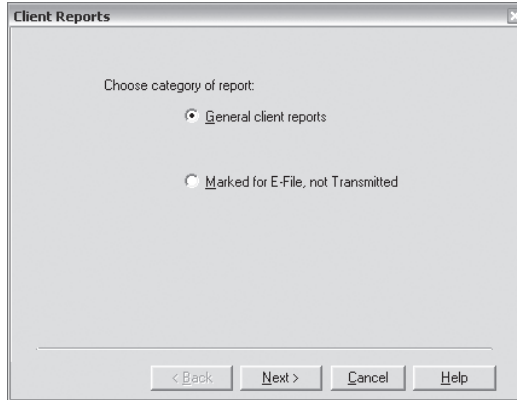 Client Reports
Choose category of report:
General client reports
Marked for E-File, not Transmitted
< Back Next > Cancel Help